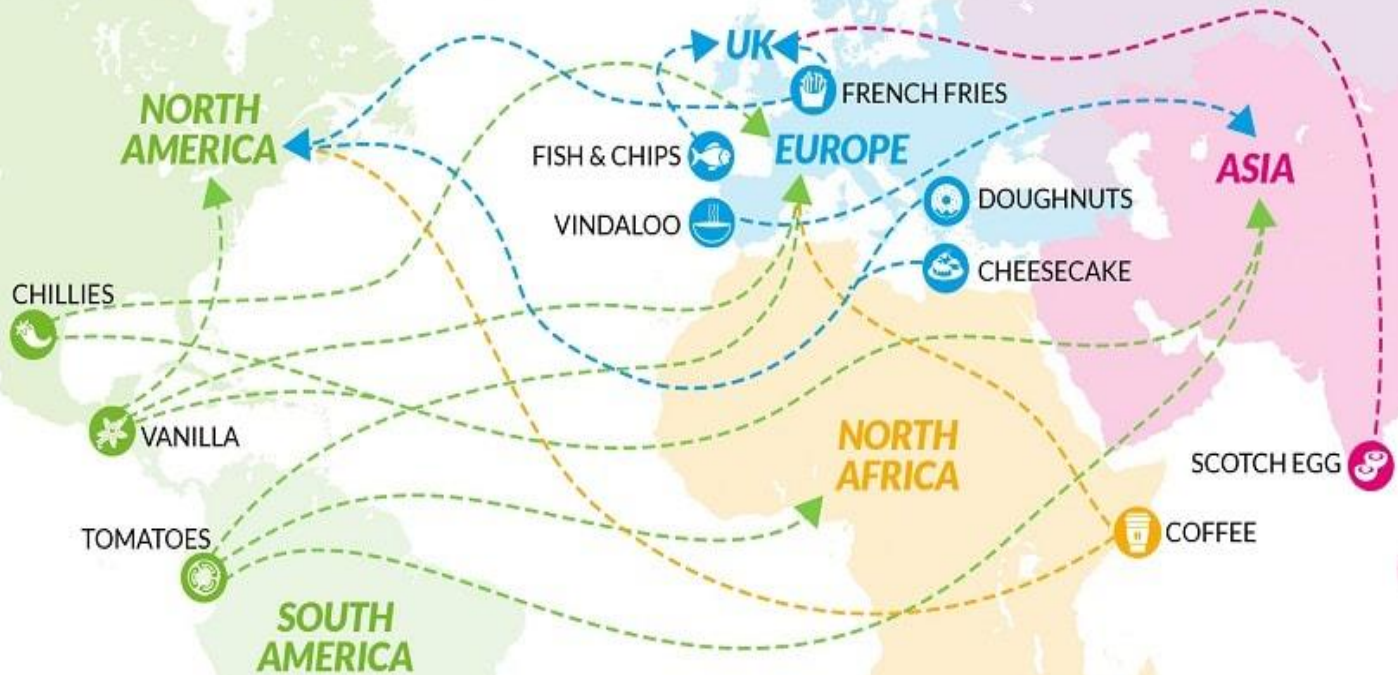 UK
FRENCH FRIES
NORTH
AMERICA
FISH & CHIPS
EUROPE
ASIA
DOUGHNUTS
VINDALOO
CHEESECAKE
CHILLIES
VANILLA
NORTH
AFRICA
SCOTCH EGG
TOMATOES
COFFEE
SOUTH
AMERICA